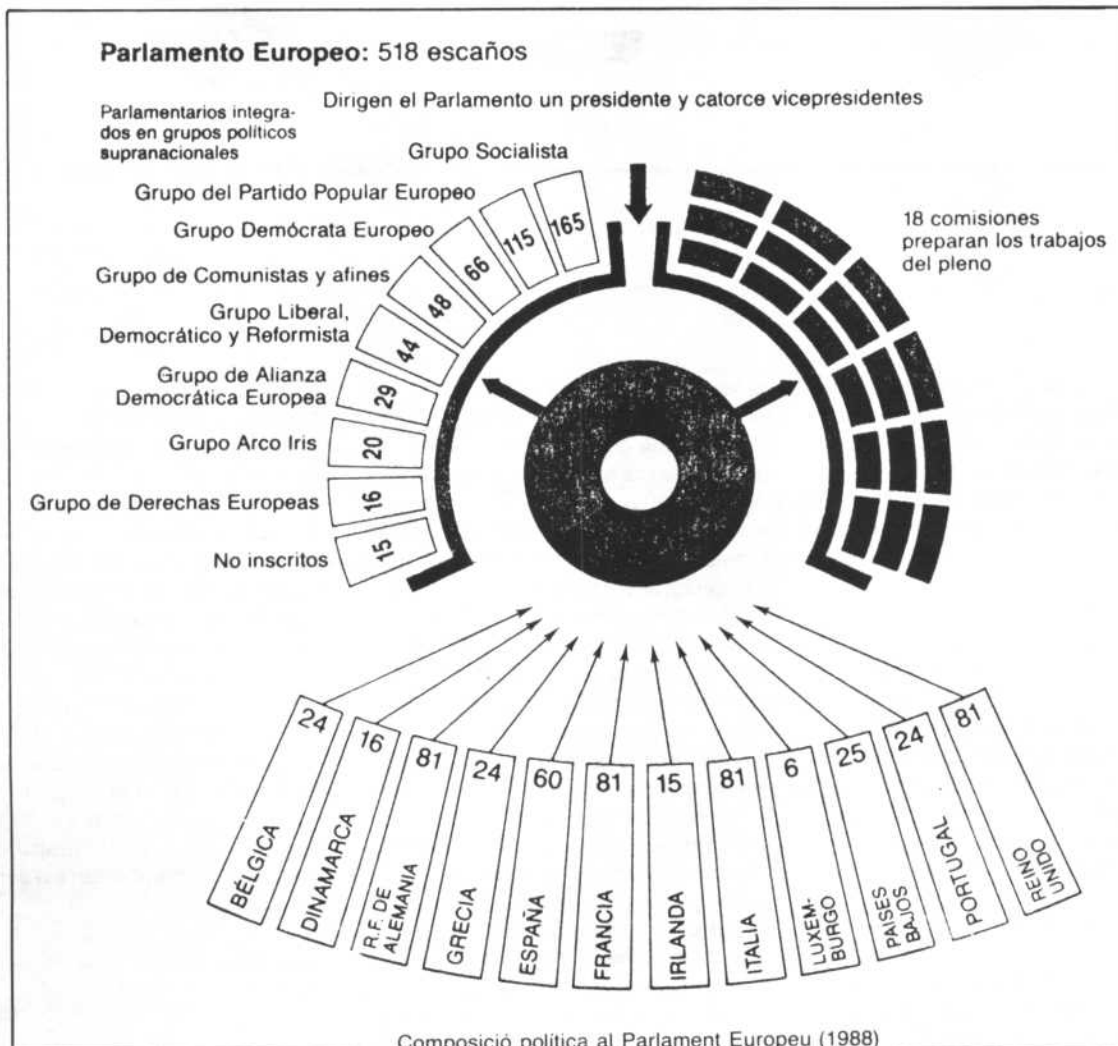 Parlamento Europeo: 518 escaños
Dirigen el Parlamento un presidente y catorce vicepresidentes
Parlamentarios integra-
dos en grupos políticos
supranacionales
Grupo Socialista
165
Grupo del Partido Popular Europeo
115
Grupo Demócrata Europeo
66
Grupo de Comunistas y afines
48
Grupo Liberal,
Democrático y Reformista
44
Grupo de Alianza
Democrática Europea
29
Grupo Arco Iris
20
Grupo de Derechas Europeas
16
No inscritos
15
18 comisiones
preparan los trabajos
del pleno
24
BÉLGICA
16
DINAMARCA
81
R.F. DE
ALEMANIA
24
GRECIA
60
ESPAÑA
81
FRANCIA
15
IRLANDA
81
ITALIA
6
LUXEM-
BURGO
25
PAISES
BAJOS
24
PORTUGAL
81
REINO
UNIDO
Composició política al Parlament Europeu (1988)